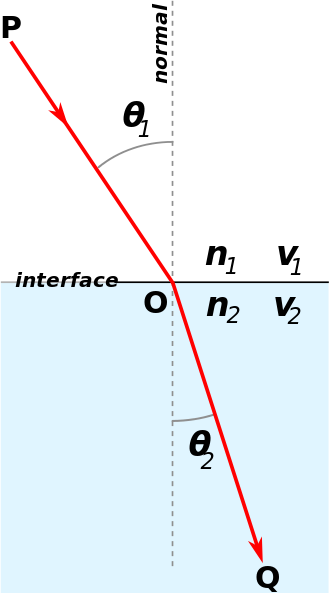 P
normal
θ1
n1 v1
interface
O n2 v2
θ2
Q